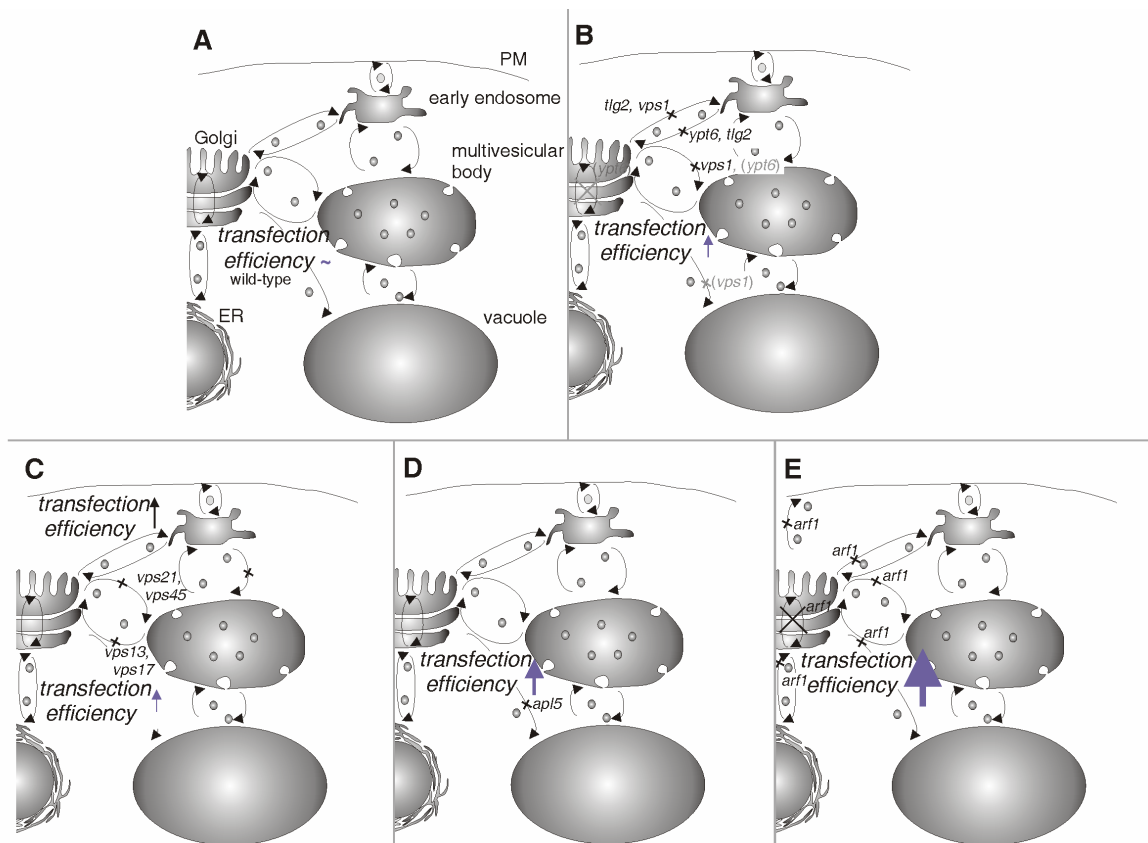 A
PM
early endosome
Golgi
multivesicular
body
transfection
efficiency ~
wild-type
ER
vacuole
B
tlg2, vps1
ypt6, tlg2
vps1, (ypt6)
transfection
efficiency
(vps1)
C
transfection
efficiency
vps21,
vps45
vps13,
vps17
transfection
efficiency
D
transfection
efficiency
apl5
E
arf1
arf1
arf1
arf1
arf1
transfection
arf1 efficiency